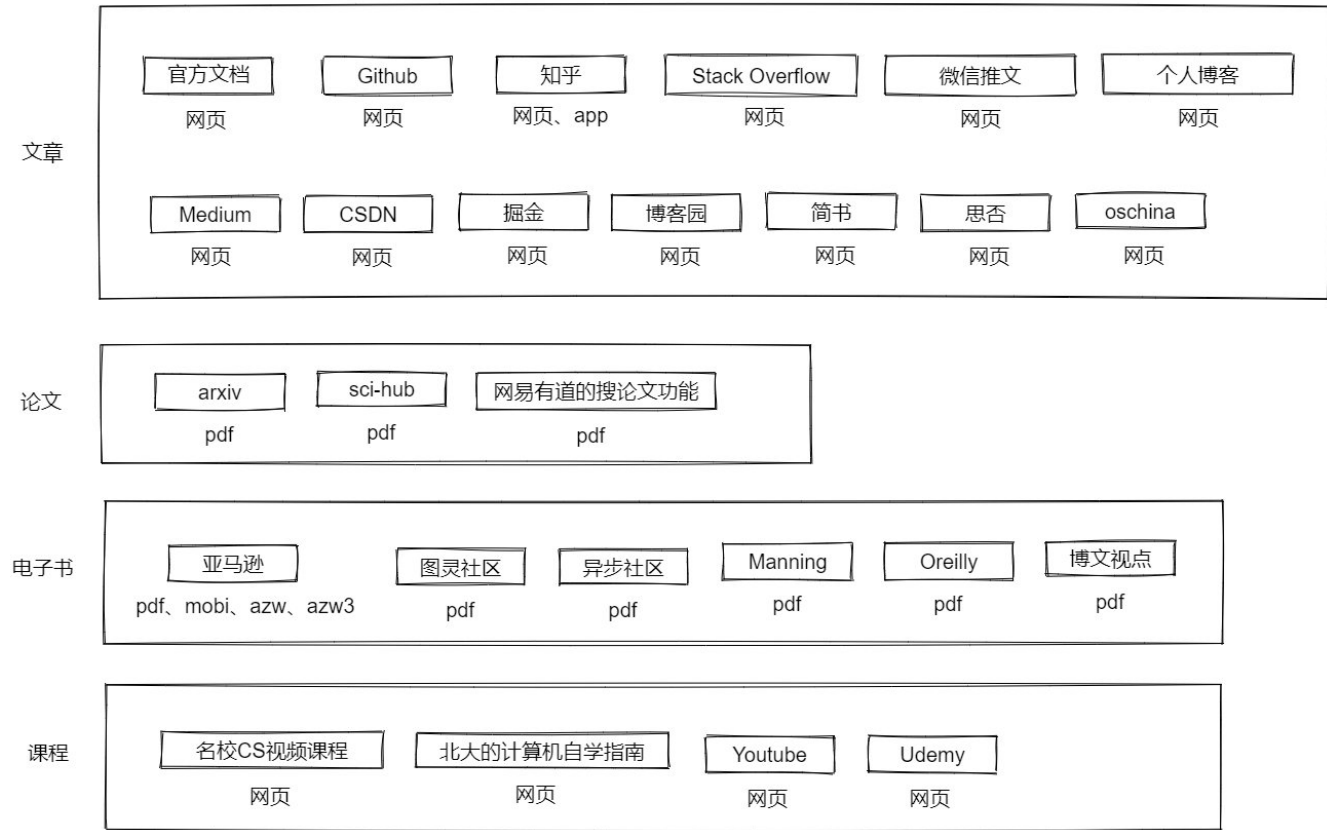 官方文档 Github 知乎 Stack Overflow 微信推文 个人博客
网页 网页 网页、app 网页 网页 网页
文章
Medium CSDN 掘金 博客园 简书 思否 oschina
网页 网页 网页 网页 网页 网页 网页
论文
arxiv sci-hub 网易有道的搜论文功能
pdf pdf pdf
电子书
亚马逊 图灵社区 异步社区 Manning Oreilly 博文视点
pdf、mobi、azw、azw3 pdf pdf pdf pdf pdf
课程
名校CS视频课程 北大的计算机自学指南 Youtube Udemy
网页 网页 网页 网页